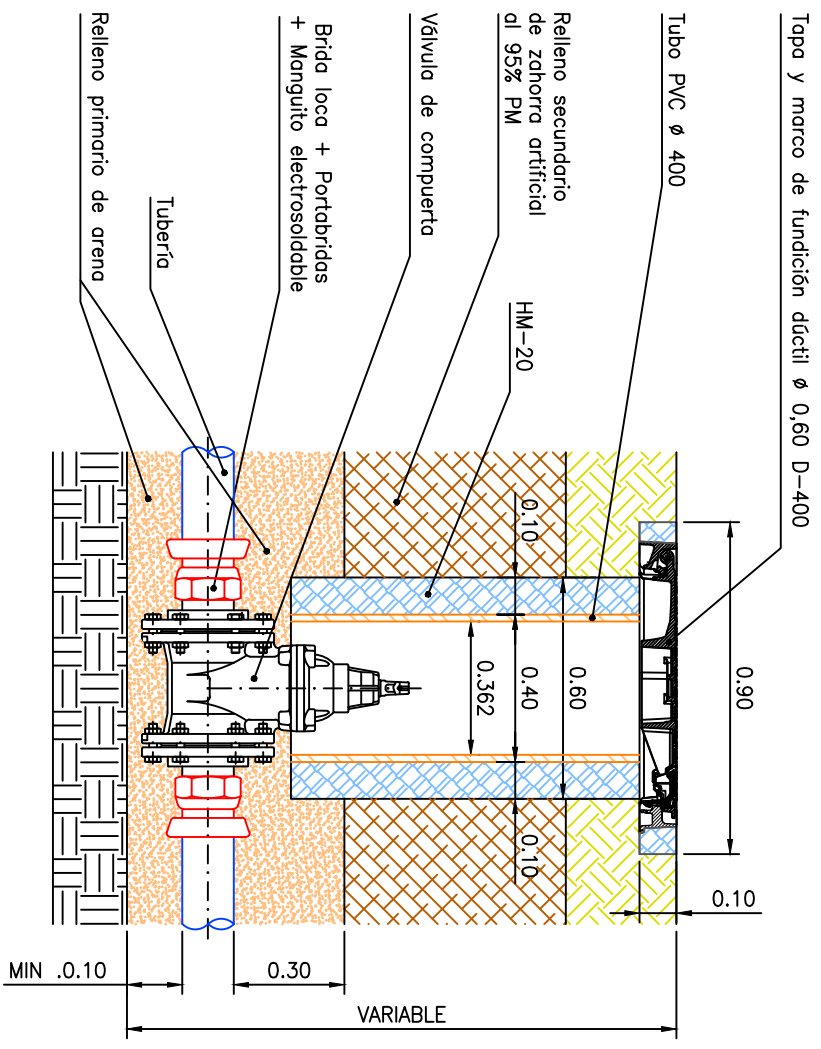 Tapa y marco de fundición dúctil ø 0,60 D-400
Tubo PVC ø 400
Relleno secundario
de zahorra artificial
al 95% PM
HM-20
Válvula de compuerta
Brida loca + Portabridas
+ Manguito electrosoldable
Tubería
Relleno primario de arena
0.90
0.10
0.60
0.40
0.362
0.10
0.10
0.30
MIN .0.10
VARIABLE